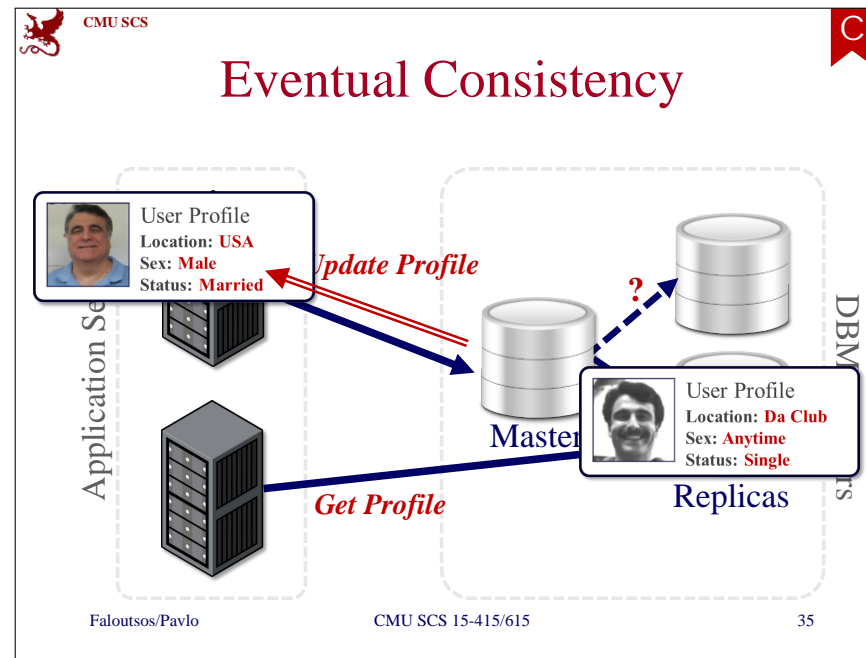 CMU SCS
C
Eventual Consistency
User Profile
Location: USA
Sex: Male
Status: Married
Update Profile
?
Application Se
DBM
rs
Master
User Profile
Location: Da Club
Sex: Anytime
Status: Single
Replicas
Get Profile
Faloutsos/Pavlo
CMU SCS 15-415/615
35